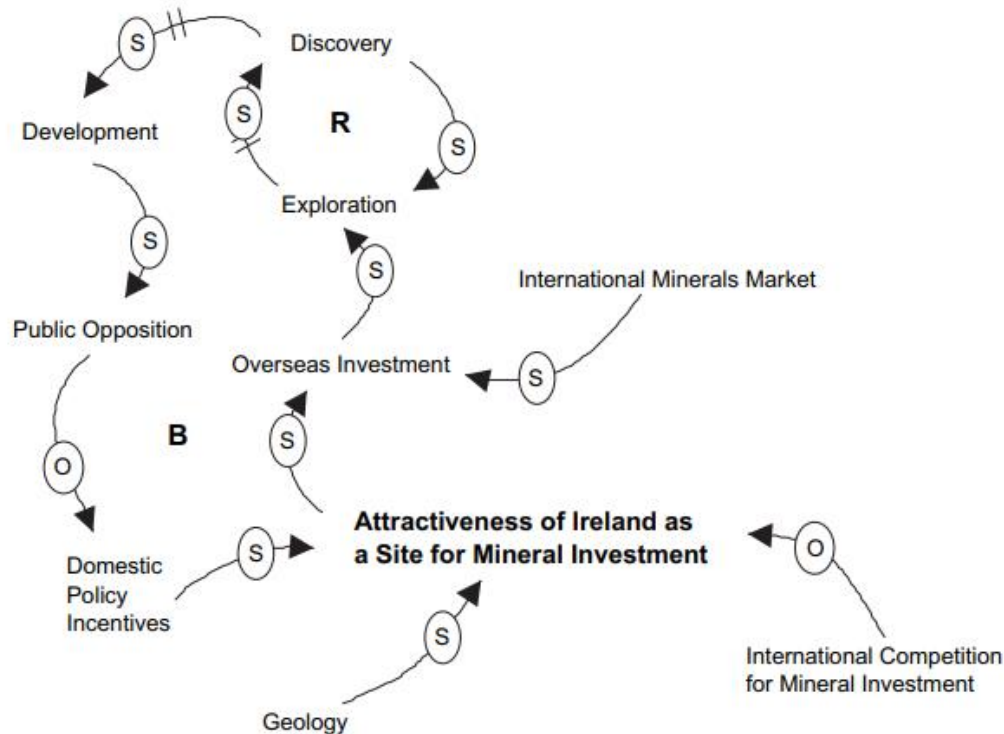 Discovery
S
Development
S
R
S
Exploration
S
S
International Minerals Market
Public Opposition
Overseas Investment
S
B
S
O
Attractiveness of Ireland as
a Site for Mineral Investment
S
O
Domestic
Policy
Incentives
S
International Competition
for Mineral Investment
Geology